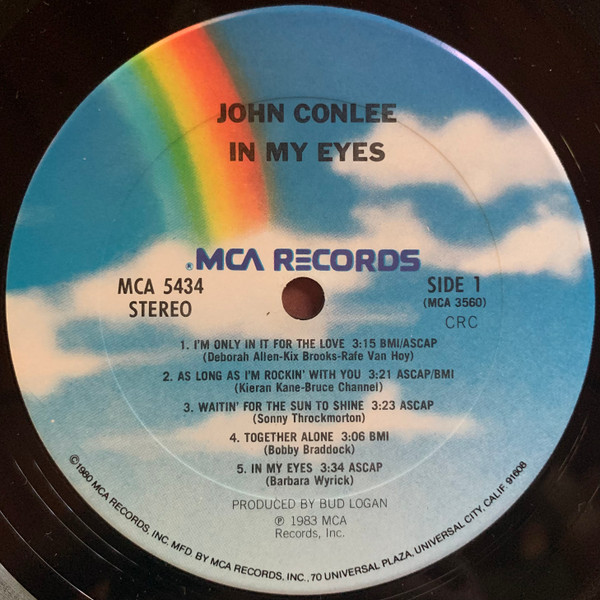 JOHN CONLEE
IN MY EYES
®MCA RECORDS
MCA 5434
STEREO
SIDE 1
(MCA 3560)
CRC
1. I'M ONLY IN IT FOR THE LOVE 3:15 BMI/ASCAP
(Deborah Allen-Kix Brooks-Rafe Van Hoy)
2. AS LONG AS I'M ROCKIN' WITH YOU 3:21 ASCAP/BMI
(Kieran Kane-Bruce Channel)
3. WAITIN' FOR THE SUN TO SHINE 3:23 ASCAP
(Sonny Throckmorton)
4. TOGETHER ALONE 3:06 BMI
(Bobby Braddock)
5. IN MY EYES 3:34 ASCAP
(Barbara Wyrick)
PRODUCED BY BUD LOGAN
℗ 1983 MCA
Records, Inc.
©1980 MCA RECORDS, INC. MFD. BY MCA RECORDS, INC., 70 UNIVERSAL PLAZA, UNIVERSAL CITY, CALIF. 91608